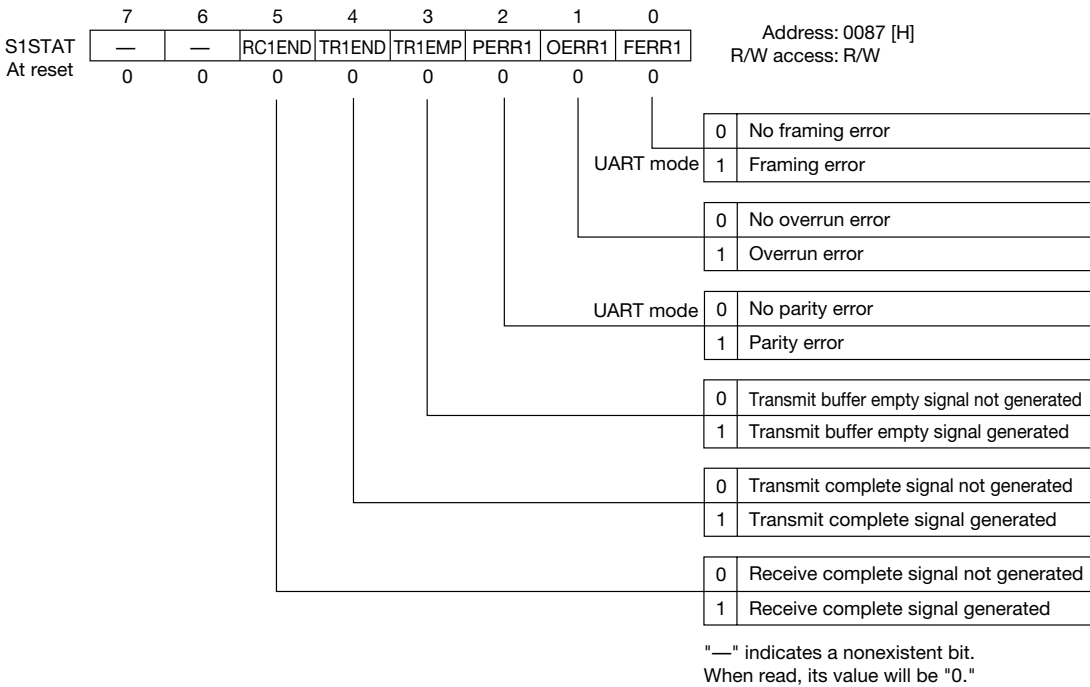 7 6 5 4 3 2 1 0
S1STAT — — RC1END TR1END TR1EMP PERR1 OERR1 FERR1
At reset 0 0 0 0 0 0 0 0
Address: 0087 [H]
R/W access: R/W
0 No framing error
UART mode 1 Framing error
0 No overrun error
1 Overrun error
UART mode 0 No parity error
1 Parity error
0 Transmit buffer empty signal not generated
1 Transmit buffer empty signal generated
0 Transmit complete signal not generated
1 Transmit complete signal generated
0 Receive complete signal not generated
1 Receive complete signal generated
"—" indicates a nonexistent bit.
When read, its value will be "0."